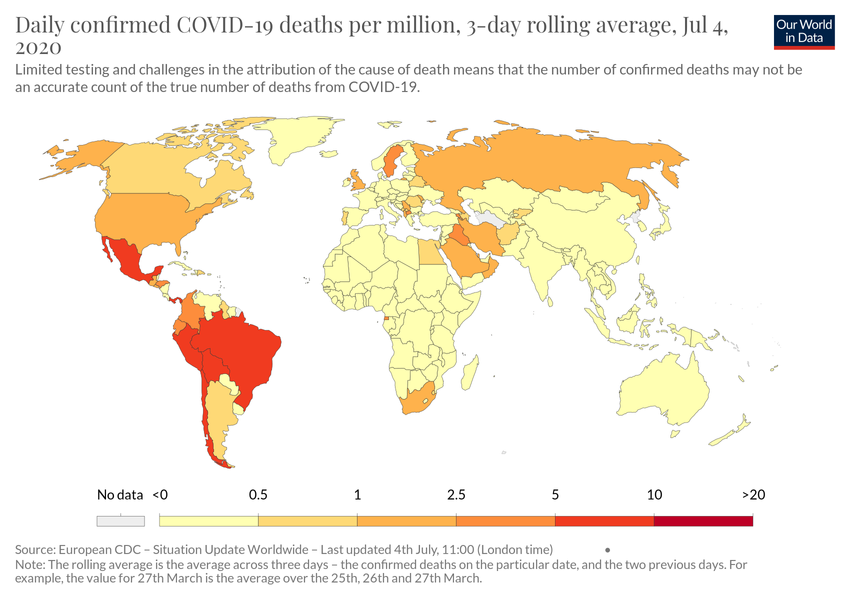 Daily confirmed COVID-19 deaths per million, 3-day rolling average, Jul 4,
2020
Our World
in Data
Limited testing and challenges in the attribution of the cause of death means that the number of confirmed deaths may not be
an accurate count of the true number of deaths from COVID-19.
No data <0 0.5 1 2.5 5 10 >20
Source: European CDC – Situation Update Worldwide – Last updated 4th July, 11:00 (London time)
Note: The rolling average is the average across three days – the confirmed deaths on the particular date, and the two previous days. For
example, the value for 27th March is the average over the 25th, 26th and 27th March.